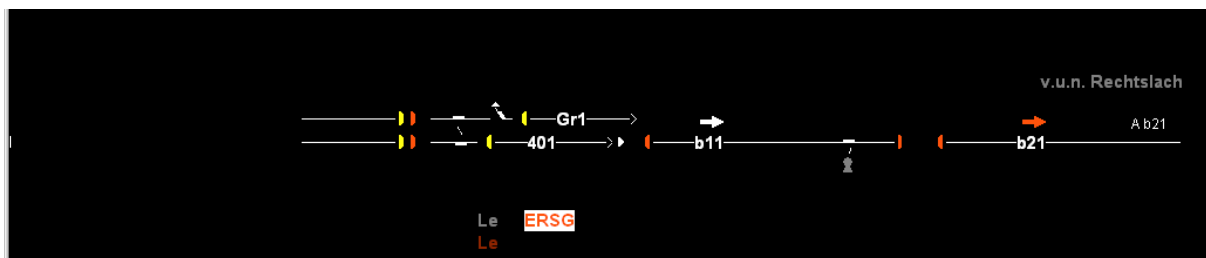 v.u.n. Rechtslach
Gr1
A b21
401 b11 b21
Le ERSG
Le